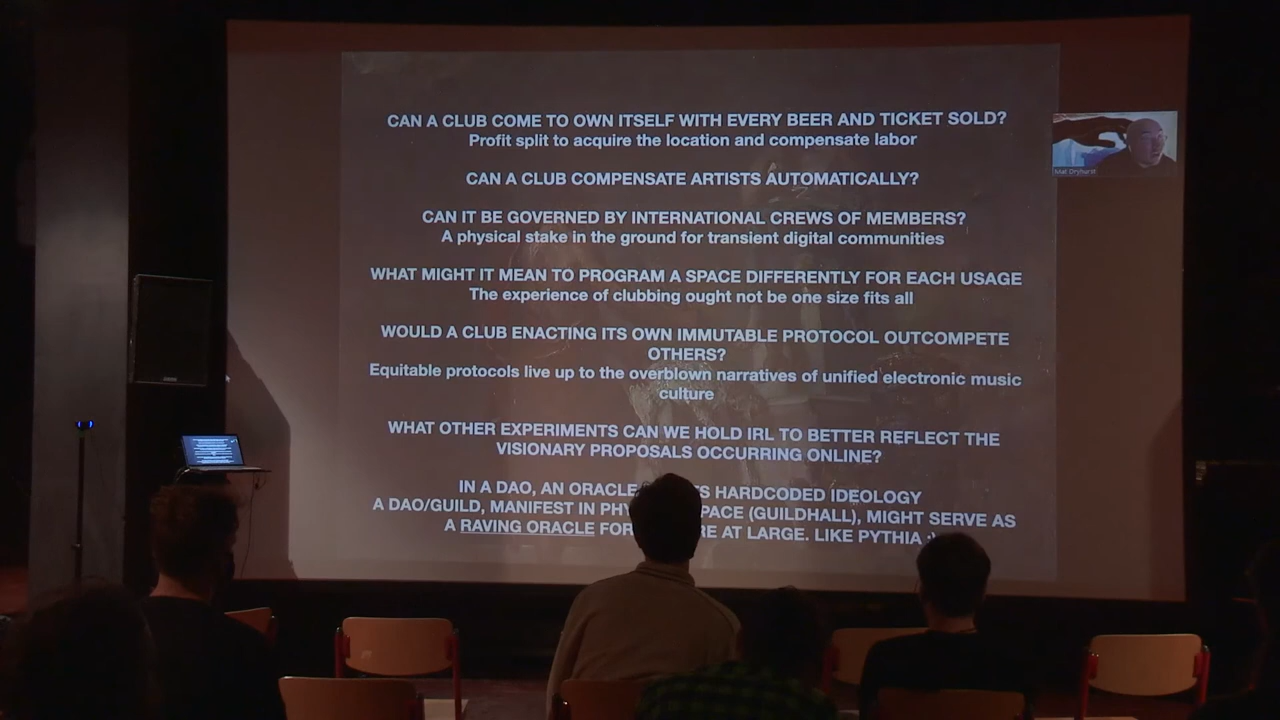 CAN A CLUB COME TO OWN ITSELF WITH EVERY BEER AND TICKET SOLD?
Profit split to acquire the location and compensate labor
CAN A CLUB COMPENSATE ARTISTS AUTOMATICALLY?
CAN IT BE GOVERNED BY INTERNATIONAL CREWS OF MEMBERS?
A physical stake in the ground for transient digital communities
WHAT MIGHT IT MEAN TO PROGRAM A SPACE DIFFERENTLY FOR EACH USAGE
The experience of clubbing ought not be one size fits all
WOULD A CLUB ENACTING ITS OWN IMMUTABLE PROTOCOL OUTCOMPETE
OTHERS?
Equitable protocols live up to the overblown narratives of unified electronic music
culture
WHAT OTHER EXPERIMENTS CAN WE HOLD IRL TO BETTER REFLECT THE
VISIONARY PROPOSALS OCCURRING ONLINE?
IN A DAO, AN ORACLE HARDCODED IDEOLOGY
A DAO/GUILD, MANIFEST IN (GUILDHALL), MIGHT SERVE AS
A RAVING ORACLE AT LARGE. LIKE PYTHIA
Mat Dryhurst